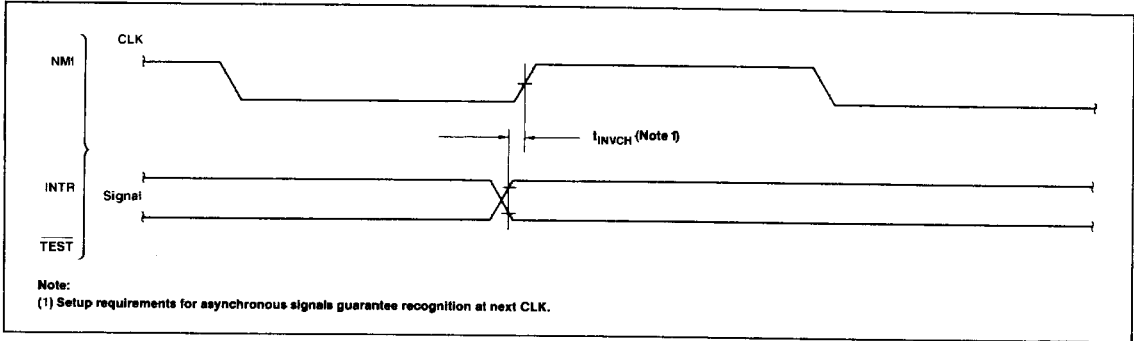 CLK
NMI
t_INVCH (Note 1)
INTR
Signal
TEST
Note:
(1) Setup requirements for asynchronous signals guarantee recognition at next CLK.